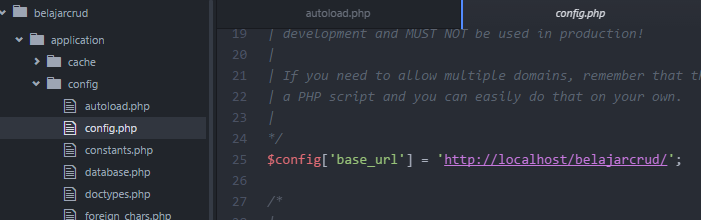 belajarcrud
application
cache
config
autoload.php
config.php
constants.php
database.php
doctypes.php
foreign_chars.php
autoload.php
config.php
19 | development and MUST NOT be used in production!
20 |
21 | If you need to allow multiple domains, remember that
22 | a PHP script and you can easily do that on your own.
23 |
24 */
25 $config['base_url'] = 'http://localhost/belajarcrud/';
26
27 /*